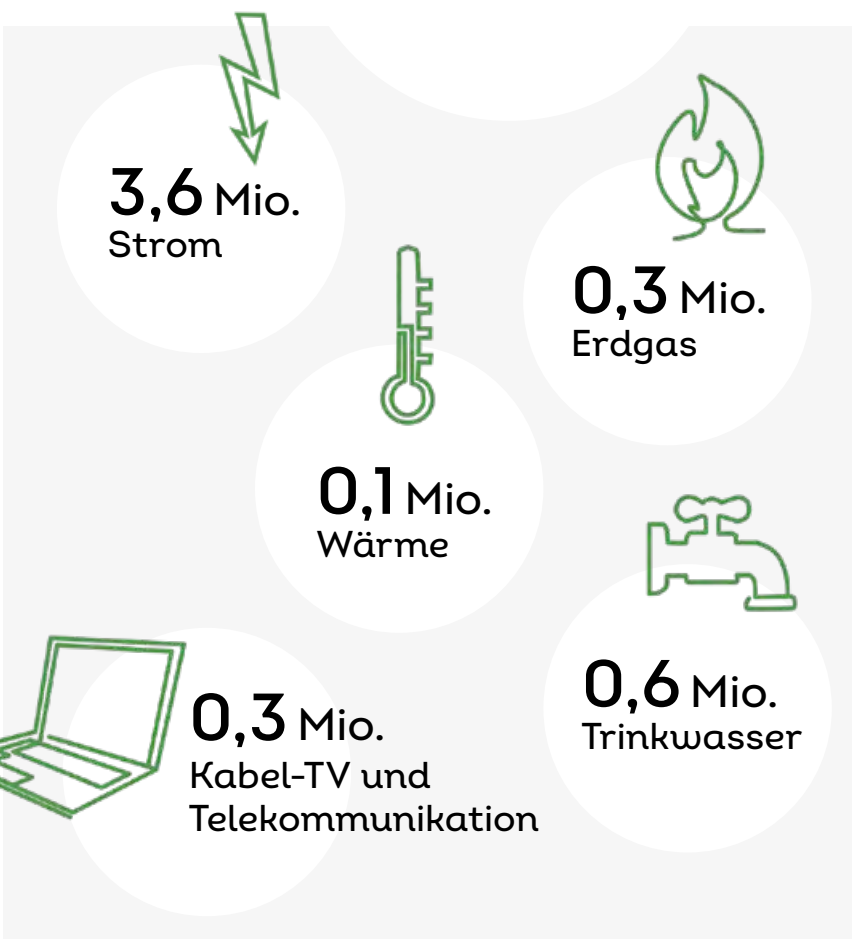 3,6 Mio.
Strom
0,3 Mio.
Erdgas
0,1 Mio.
Wärme
0,6 Mio.
Trinkwasser
0,3 Mio.
Kabel-TV und
Telekommunikation